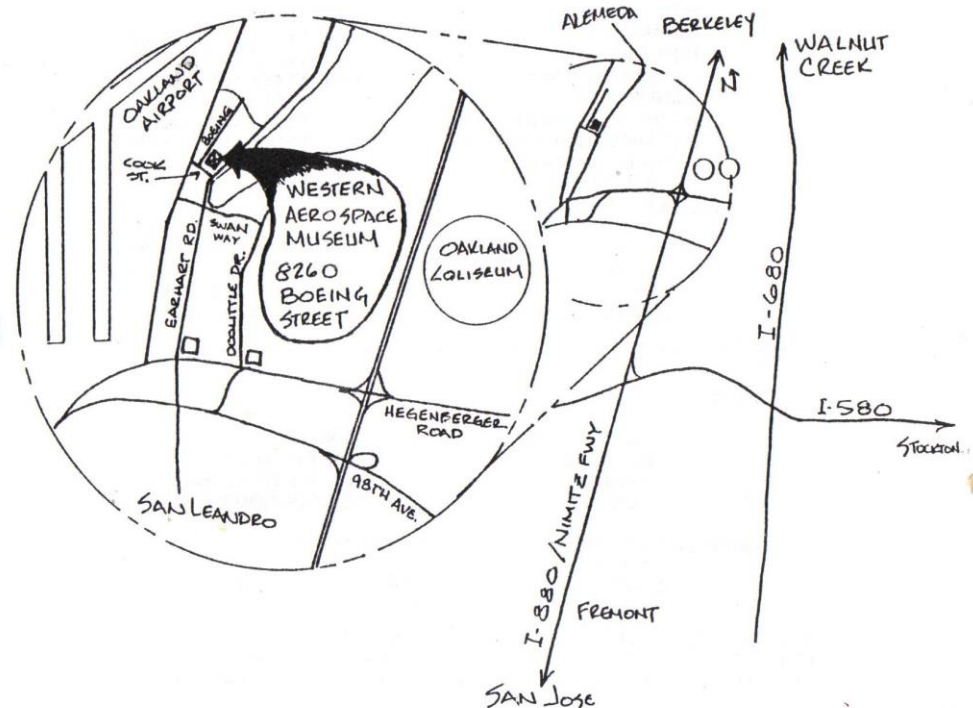 ALEMEDA
BERKELEY
N
WALNUT
CREEK
OAKLAND
AIRPORT
BOEING
COOK
ST.
WESTERN
AEROSPACE
MUSEUM
8260
BOEING
STREET
SWAN
WAY
EARHART RD.
DOOLITTLE DR.
OAKLAND
COLISEUM
I-680
HEGENBERGER
ROAD
98TH AVE.
I-580
STOCKTON
SAN LEANDRO
I-880/NIMITZ FWY
FREMONT
SAN JOSE